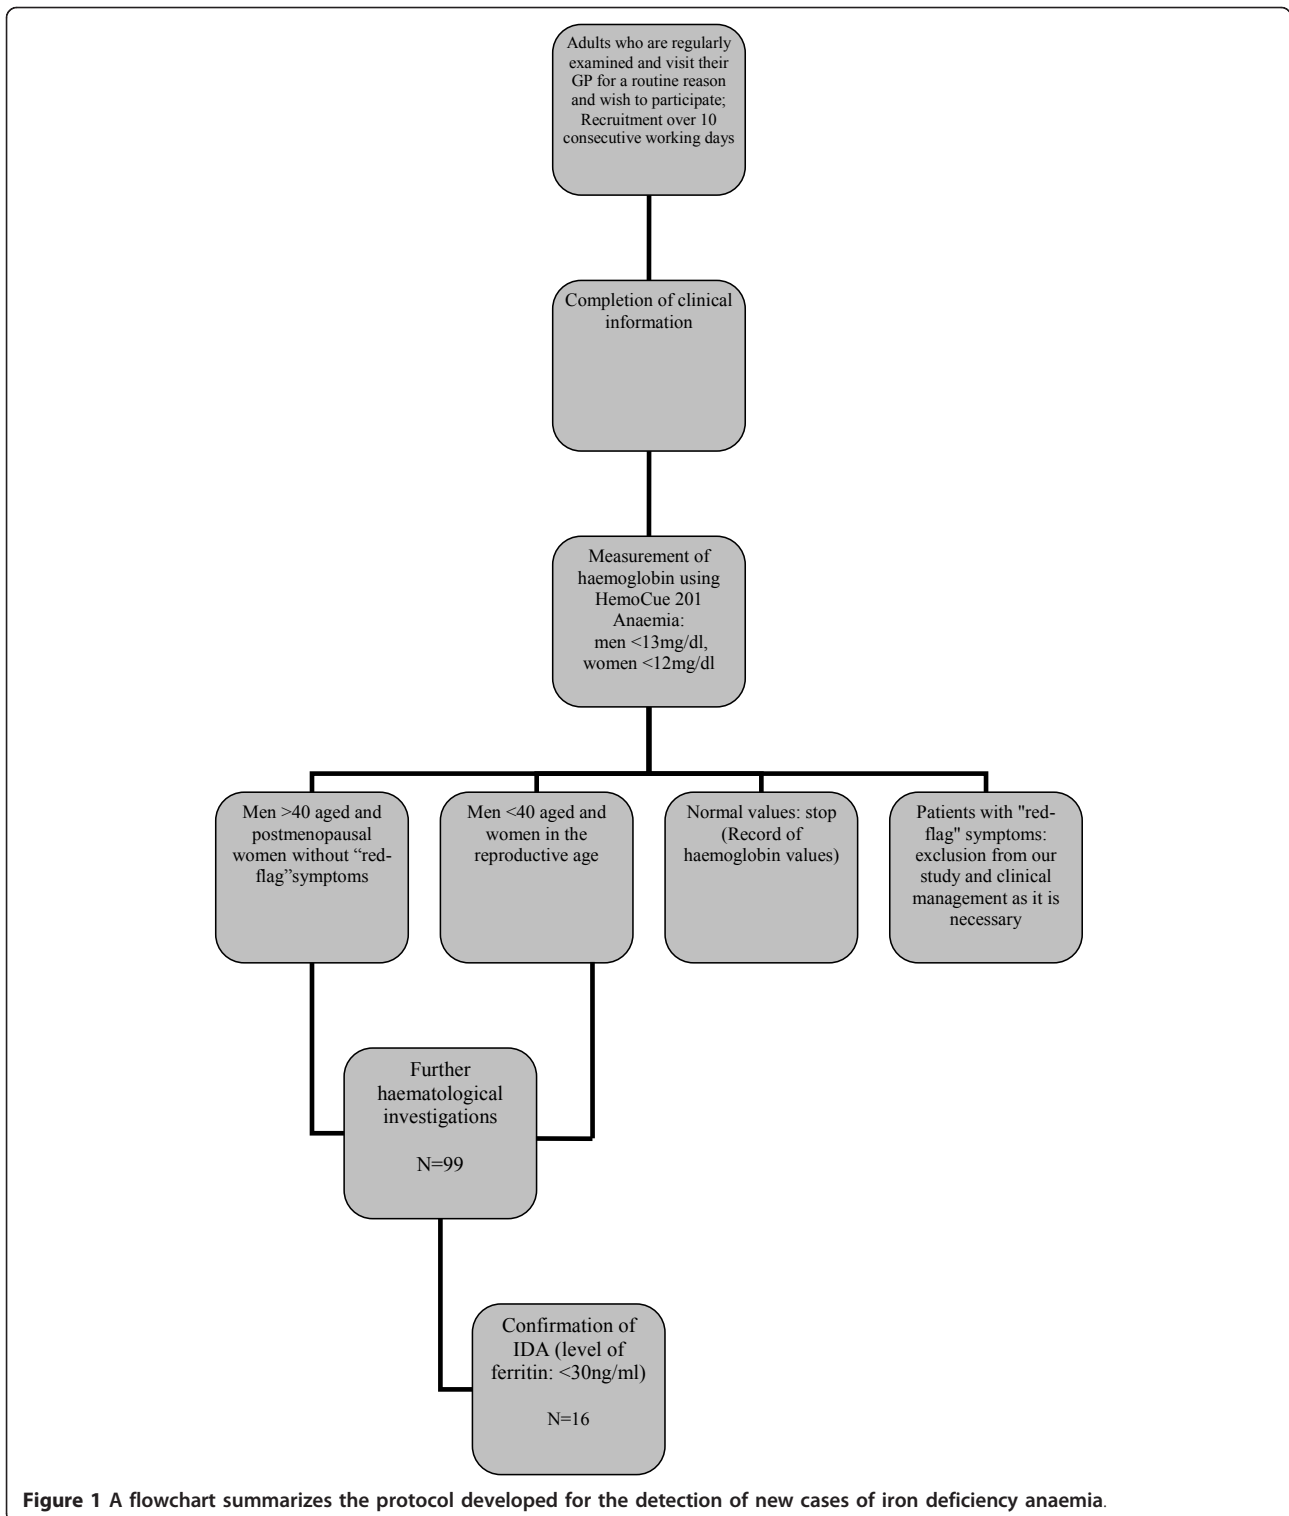 Adults who are regularly
examined and visit their
GP for a routine reason
and wish to participate;
Recruitment over 10
consecutive working days
Completion of clinical
information
Measurement of
haemoglobin using
HemoCue 201
Anaemia:
men <13mg/dl,
women <12mg/dl
Men >40 aged and
postmenopausal
women without “red-
flag”symptoms
Men <40 aged and
women in the
reproductive age
Normal values: stop
(Record of
haemoglobin values)
Patients with "red-
flag" symptoms:
exclusion from our
study and clinical
management as it is
necessary
Further
haematological
investigations
N=99
Confirmation of
IDA (level of
ferritin: <30ng/ml)
N=16
Figure 1 A flowchart summarizes the protocol developed for the detection of new cases of iron deficiency anaemia.